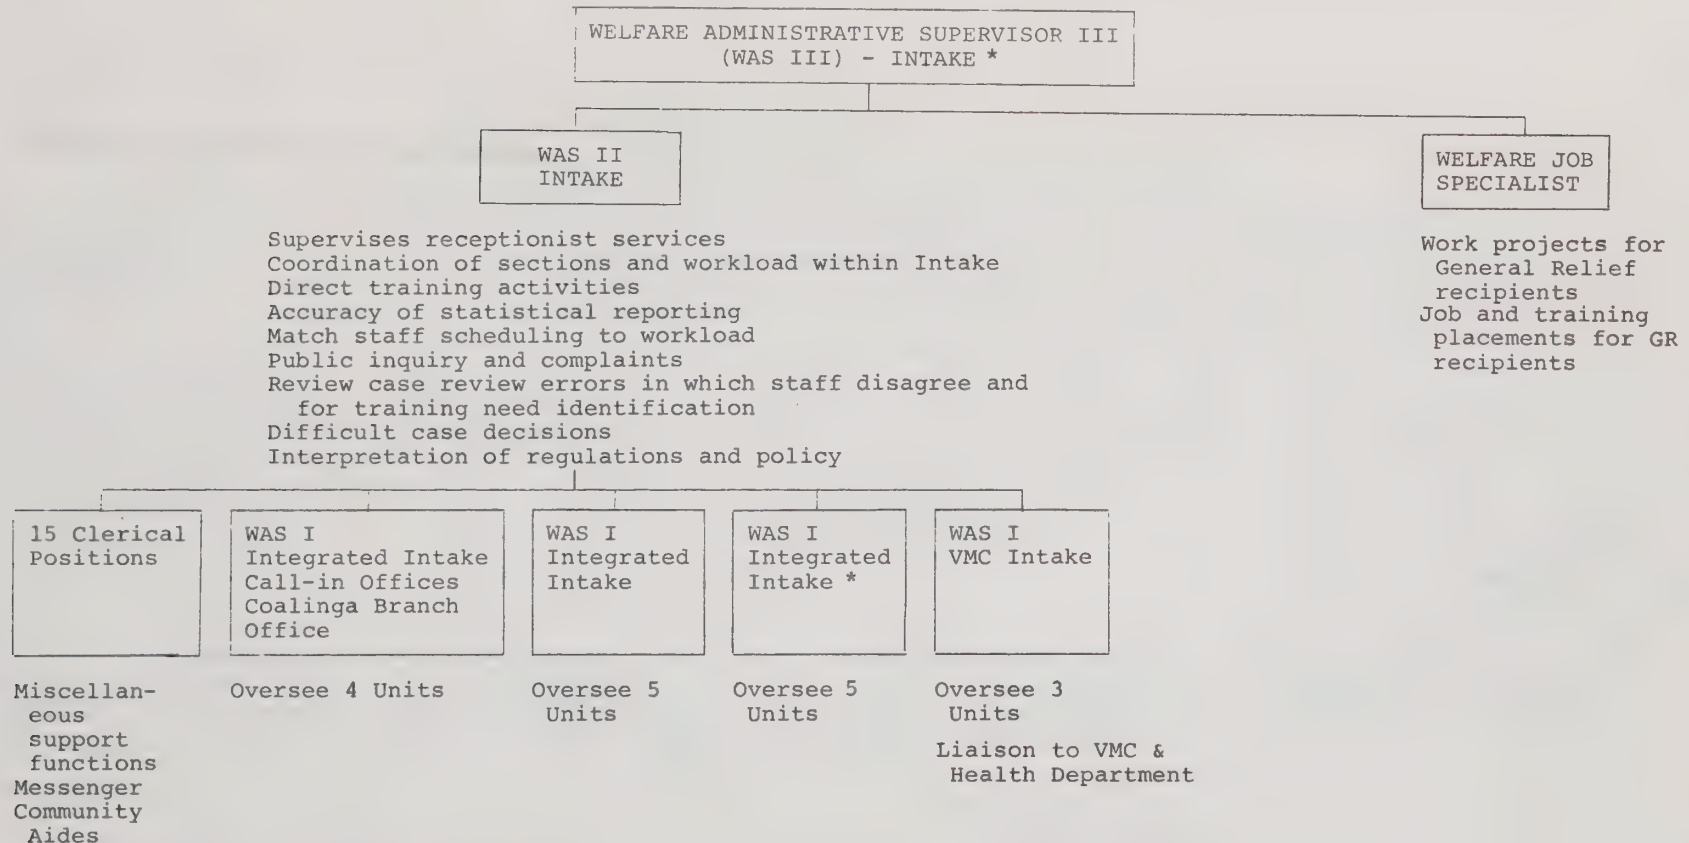 WELFARE ADMINISTRATIVE SUPERVISOR III
(WAS III) - INTAKE *
WAS II
INTAKE
WELFARE JOB
SPECIALIST
Supervises receptionist services
Coordination of sections and workload within Intake
Direct training activities
Accuracy of statistical reporting
Match staff scheduling to workload
Public inquiry and complaints
Review case review errors in which staff disagree and
for training need identification
Difficult case decisions
Interpretation of regulations and policy
Work projects for
General Relief
recipients
Job and training
placements for GR
recipients
15 Clerical
Positions
WAS I
Integrated Intake
Call-in Offices
Coalinga Branch
Office
WAS I
Integrated
Intake
WAS I
Integrated
Intake *
WAS I
VMC Intake
Miscellan-
eous
support
functions
Messenger
Community
Aides
Oversee 4 Units
Oversee 5
Units
Oversee 5
Units
Oversee 3
Units
Liaison to VMC &
Health Department